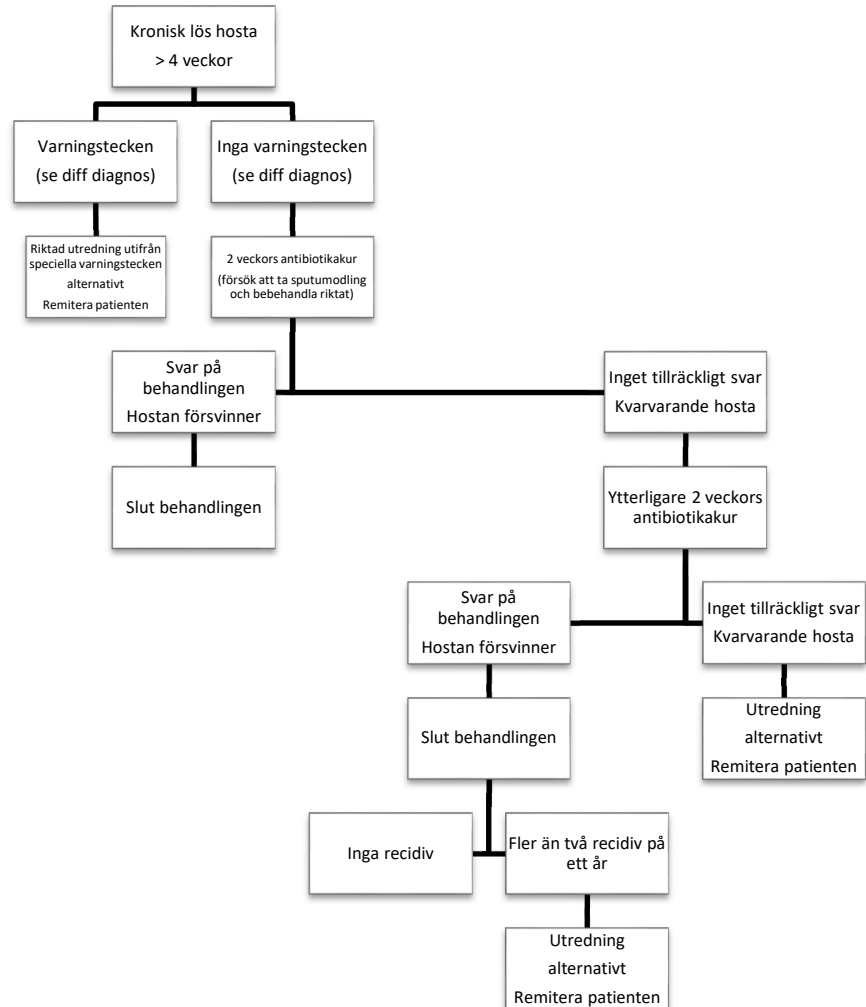 Kronisk lös hosta
> 4 veckor
Varningstecken
(se diff diagnos)
Inga varningstecken
(se diff diagnos)
Riktad utredning utifrån
speciella varningstecken
alternativt
Remitera patienten
2 veckors antibiotikakur
(försök att ta sputumodling
och bebehandla riktat)
Svar på
behandlingen
Hostan försvinner
Inget tillräckligt svar
Kvarvarande hosta
Slut behandlingen
Ytterligare 2 veckors
antibiotikakur
Svar på
behandlingen
Hostan försvinner
Inget tillräckligt svar
Kvarvarande hosta
Slut behandlingen
Utredning
alternativt
Remitera patienten
Inga recidiv
Fler än två recidiv på
ett år
Utredning
alternativt
Remitera patienten